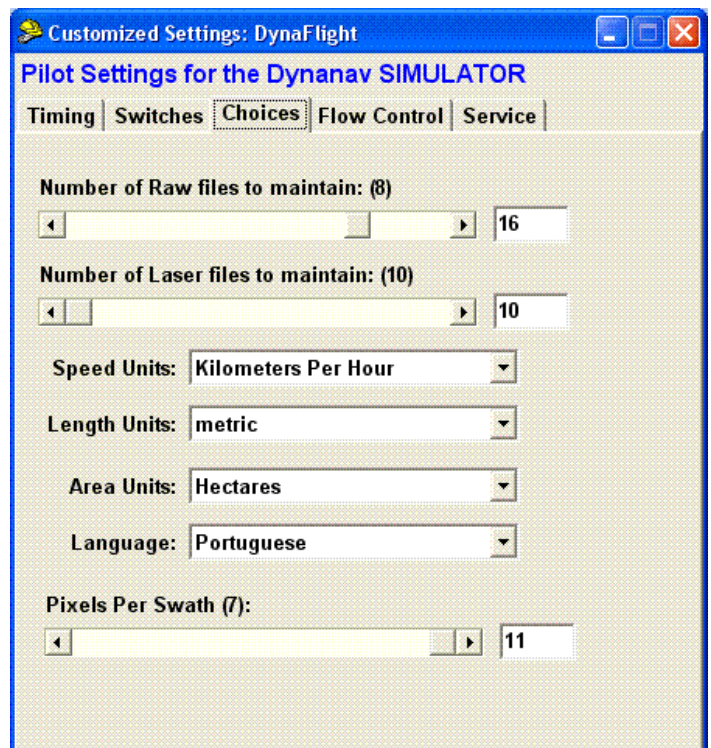 Customized Settings: DynaFlight
Pilot Settings for the Dynanav SIMULATOR
Timing Switches Choices Flow Control Service
Number of Raw files to maintain: (8)
16
Number of Laser files to maintain: (10)
10
Speed Units: Kilometers Per Hour
Length Units: metric
Area Units: Hectares
Language: Portuguese
Pixels Per Swath (7):
11